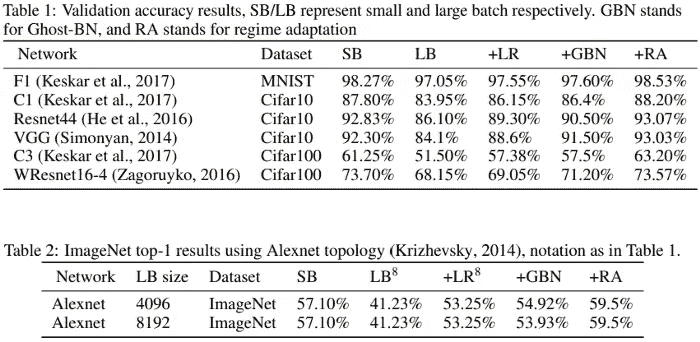 Table 1: Validation accuracy results, SB/LB represent small and large batch respectively. GBN stands
for Ghost-BN, and RA stands for regime adaptation
Network Dataset SB LB +LR +GBN +RA
F1 (Keskar et al., 2017) MNIST 98.27% 97.05% 97.55% 97.60% 98.53%
C1 (Keskar et al., 2017) Cifar10 87.80% 83.95% 86.15% 86.4% 88.20%
Resnet44 (He et al., 2016) Cifar10 92.83% 86.10% 89.30% 90.50% 93.07%
VGG (Simonyan, 2014) Cifar10 92.30% 84.1% 88.6% 91.50% 93.03%
C3 (Keskar et al., 2017) Cifar100 61.25% 51.50% 57.38% 57.5% 63.20%
WResnet16-4 (Zagoruyko, 2016) Cifar100 73.70% 68.15% 69.05% 71.20% 73.57%
Table 2: ImageNet top-1 results using Alexnet topology (Krizhevsky, 2014), notation as in Table 1.
Network LB size Dataset SB LB⁸ +LR⁸ +GBN +RA
Alexnet 4096 ImageNet 57.10% 41.23% 53.25% 54.92% 59.5%
Alexnet 8192 ImageNet 57.10% 41.23% 53.25% 53.93% 59.5%